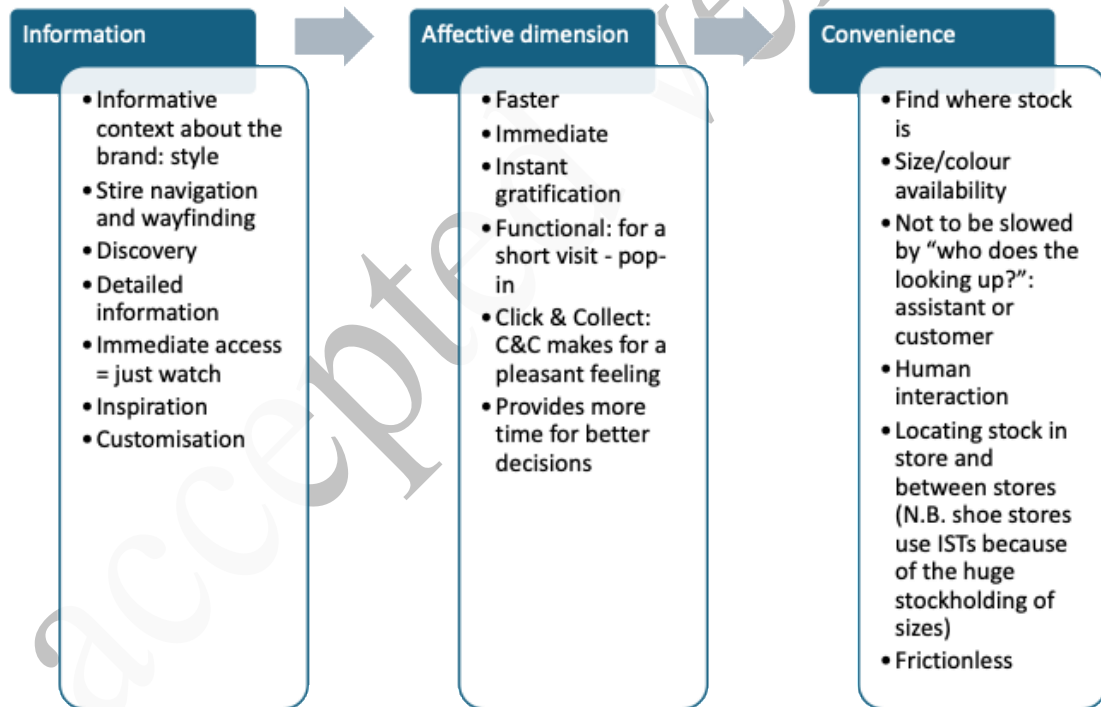 Information
• Informative
context about the
brand: style
• Stire navigation
and wayfinding
• Discovery
• Detailed
information
• Immediate access
= just watch
• Inspiration
• Customisation
Affective dimension
• Faster
• Immediate
• Instant
gratification
• Functional: for a
short visit - pop-
in
• Click & Collect:
C&C makes for a
pleasant feeling
• Provides more
time for better
decisions
Convenience
• Find where stock
is
• Size/colour
availability
• Not to be slowed
by “who does the
looking up?”:
assistant or
customer
• Human
interaction
• Locating stock in
store and
between stores
(N.B. shoe stores
use ISTs because
of the huge
stockholding of
sizes)
• Frictionless
accepted